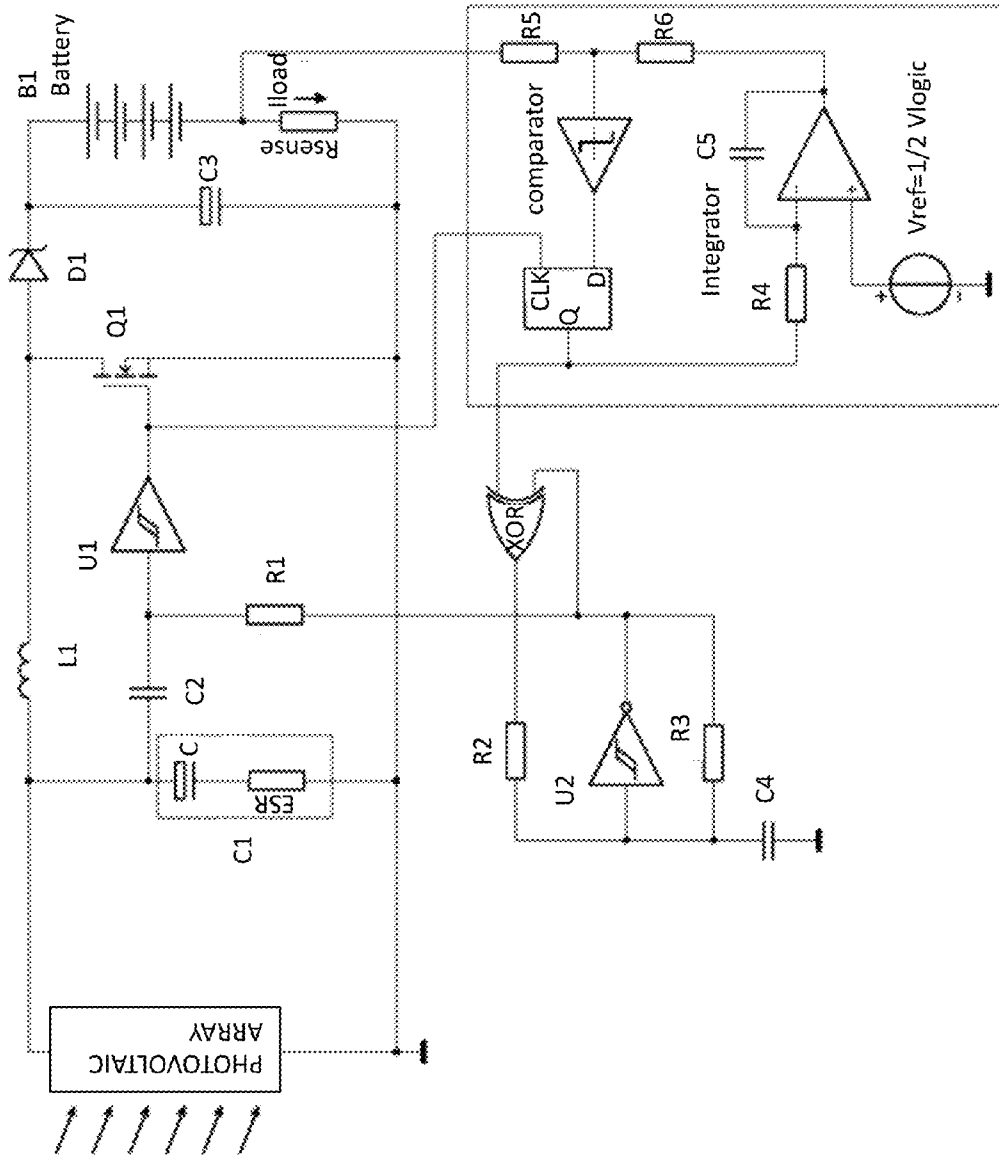 B1
Battery
D1
C3
Iload
Rsense
Q1
L1
U1
C2
C
ESR
C1
R1
PHOTOVOLTAIC
ARRAY
R5
R6
comparator
CLK
D
Q
C5
Integrator
R4
Vref=1/2 Vlogic
+
-
+
-
XOR
R2
U2
R3
C4